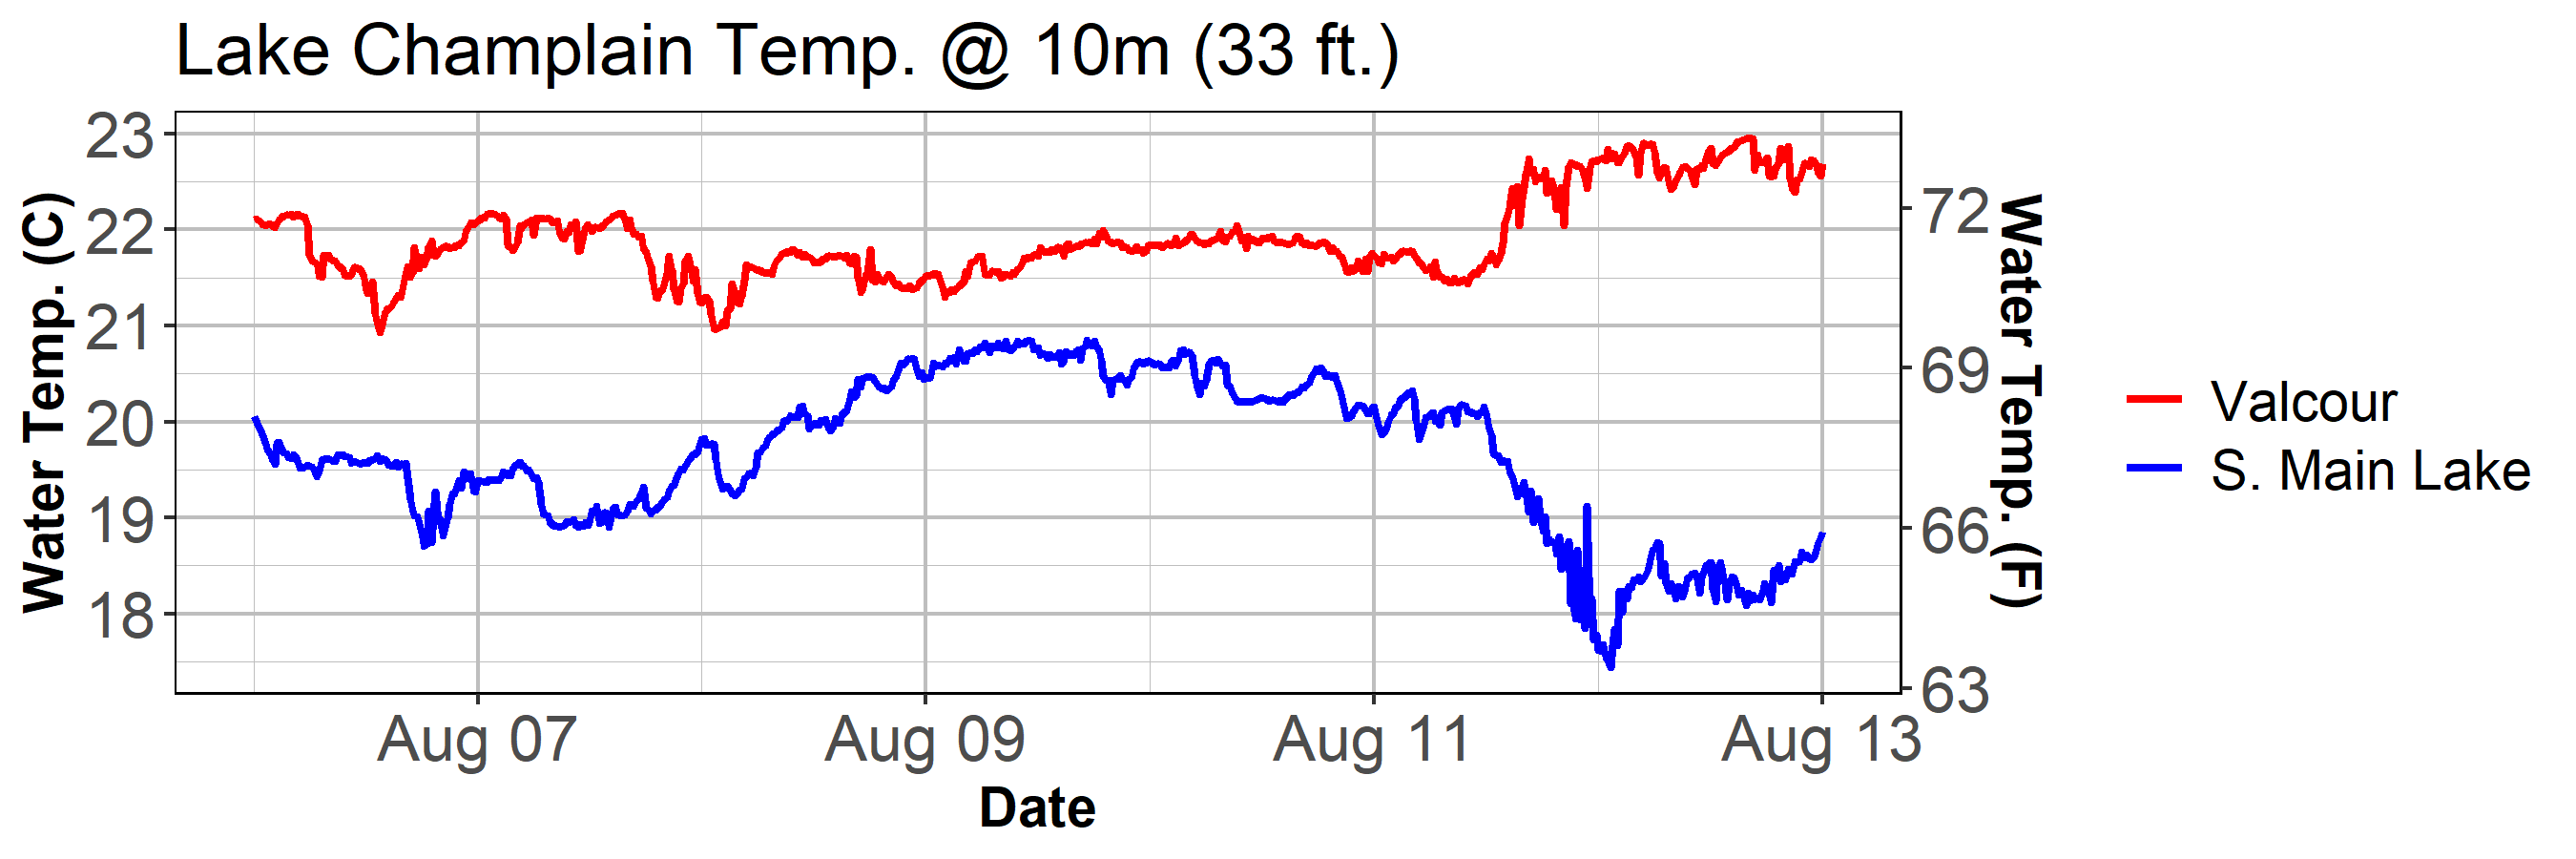 Lake Champlain Temp. @ 10m (33 ft.)
Water Temp. (C)
23
22
21
20
19
18
72
69
66
63
Water Temp. (F)
Aug 07
Aug 09
Aug 11
Aug 13
Date
Valcour
S. Main Lake